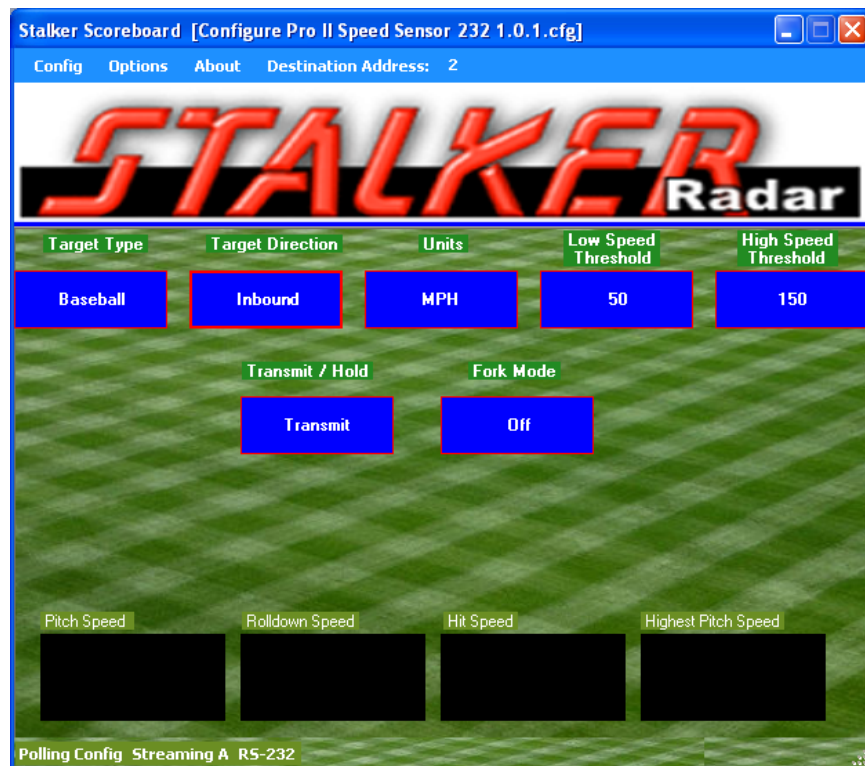 Stalker Scoreboard [Configure Pro II Speed Sensor 232 1.0.1.cfg]
Config Options About Destination Address: 2
STALKER
Radar
Target Type Target Direction Units Low Speed Threshold High Speed Threshold
Baseball Inbound MPH 50 150
Transmit / Hold Fork Mode
Transmit Off
Pitch Speed Rolldown Speed Hit Speed Highest Pitch Speed
Polling Config Streaming A RS-232